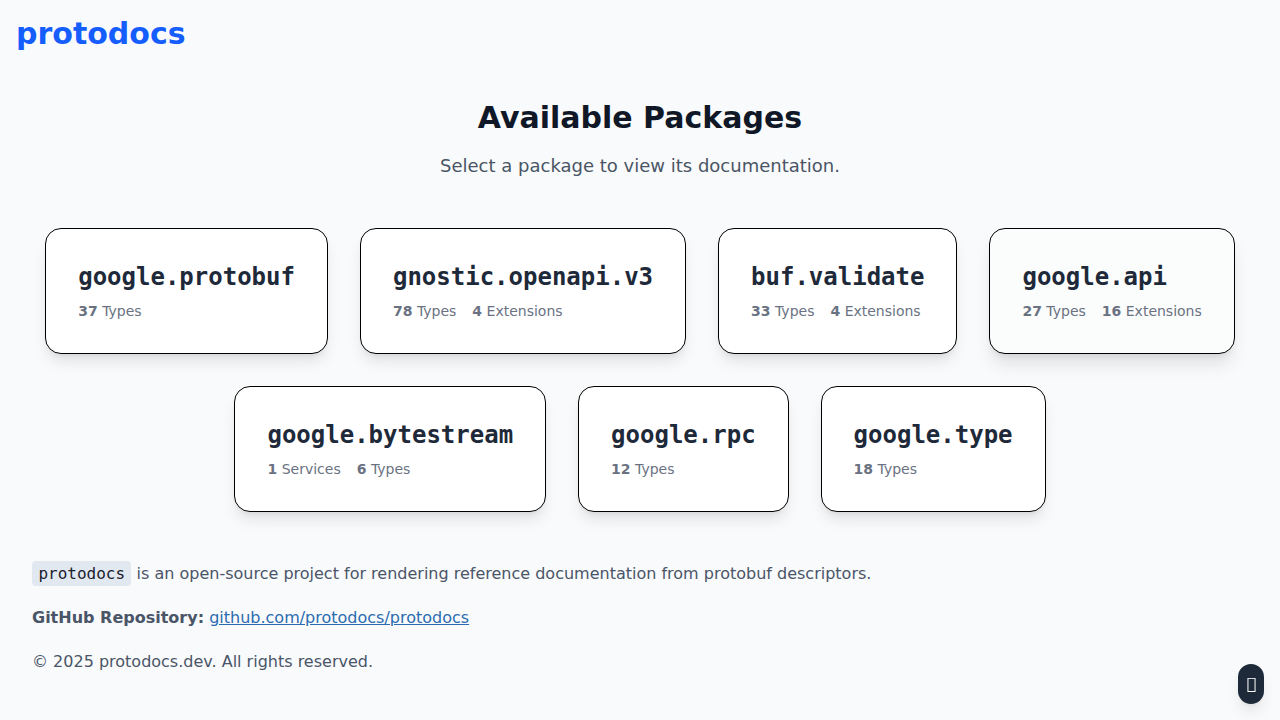 protodocs
Available Packages
Select a package to view its documentation.
google.protobuf
37 Types
gnostic.openapi.v3
78 Types 4 Extensions
buf.validate
33 Types 4 Extensions
google.api
27 Types 16 Extensions
google.bytestream
1 Services 6 Types
google.rpc
12 Types
google.type
18 Types
protodocs is an open-source project for rendering reference documentation from protobuf descriptors.
GitHub Repository: github.com/protodocs/protodocs
© 2025 protodocs.dev. All rights reserved.